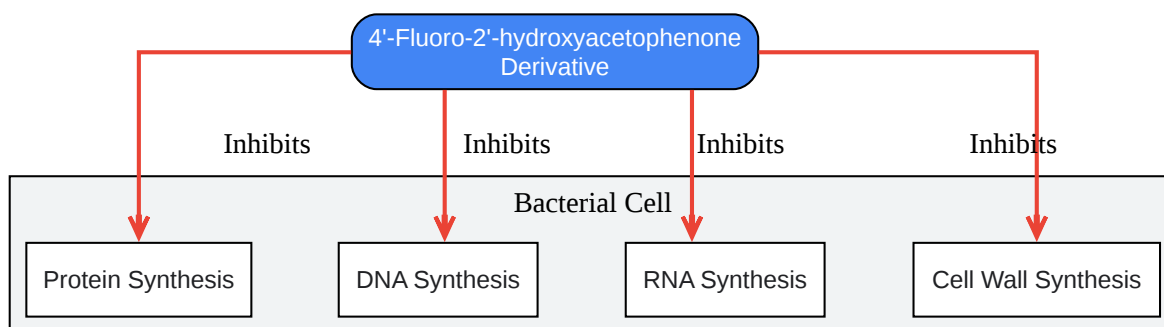 4'-Fluoro-2'-hydroxyacetophenone
Derivative
Inhibits
Inhibits
Inhibits
Inhibits
Bacterial Cell
Protein Synthesis
DNA Synthesis
RNA Synthesis
Cell Wall Synthesis